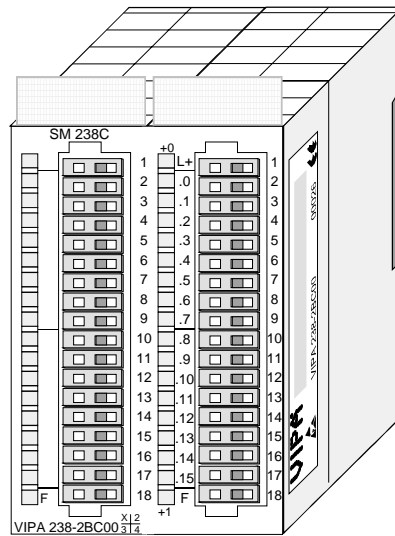 SM 238C
+0
1 L+ 1
2 .0 2
3 .1 3
4 .2 4
5 .3 5
6 .4 6
7 .5 7
8 .6 8
9 .7 9
10 .8 10
11 .9 11
12 .10 12
13 .11 13
14 .12 14
15 .13 15
16 .14 16
17 .15 17
F 18 F 18
+1
VIPA 238-2BC00 X 2
3 4
VIPA 238-2BC00 00026
VIPA